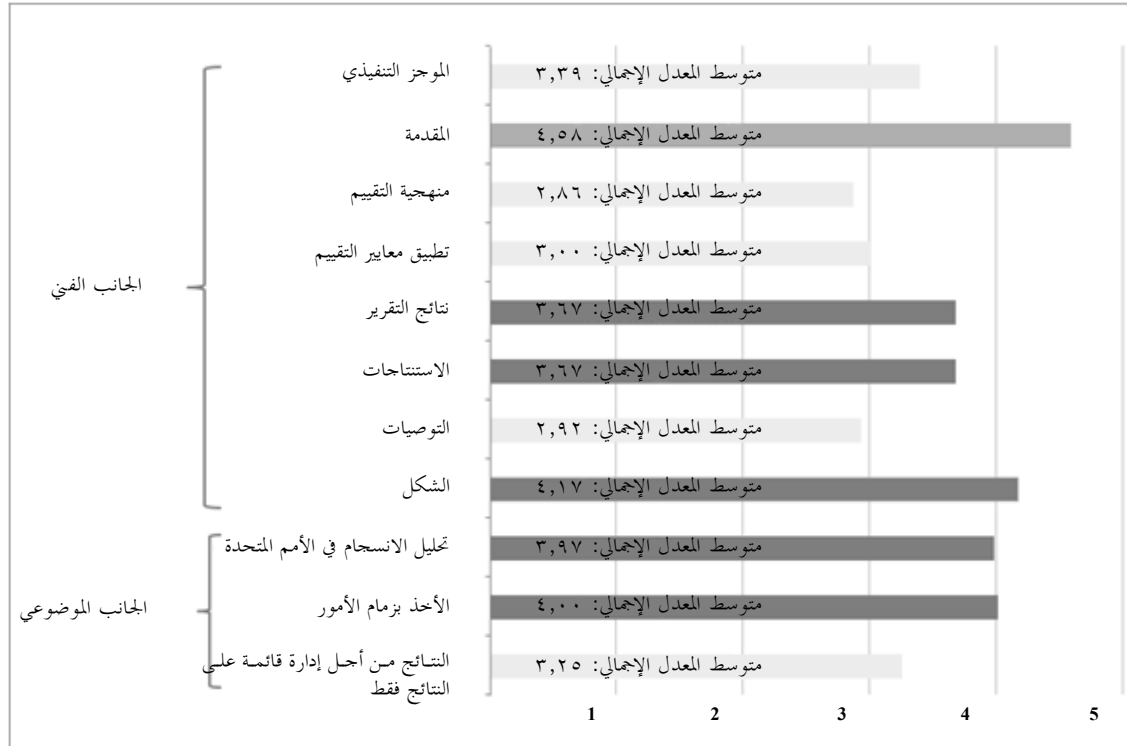 الموجز التنفيذي
متوسط المعدل الإجمالي: ٣,٣٩
المقدمة
متوسط المعدل الإجمالي: ٤,٥٨
منهجية التقييم
متوسط المعدل الإجمالي: ٢,٨٦
تطبيق معايير التقييم
متوسط المعدل الإجمالي: ٣,٠٠
الجانب الفني
نتائج التقرير
متوسط المعدل الإجمالي: ٣,٦٧
الاستنتاجات
متوسط المعدل الإجمالي: ٣,٦٧
التوصيات
متوسط المعدل الإجمالي: ٢,٩٢
الشكل
متوسط المعدل الإجمالي: ٤,١٧
تحليل الانسجام في الأمم المتحدة
متوسط المعدل الإجمالي: ٣,٩٧
الجانب الموضوعي
الأخذ بزمام الأمور
متوسط المعدل الإجمالي: ٤,٠٠
النتائج من أجل إدارة قائمة على
النتائج فقط
متوسط المعدل الإجمالي: ٣,٢٥
1 2 3 4 5